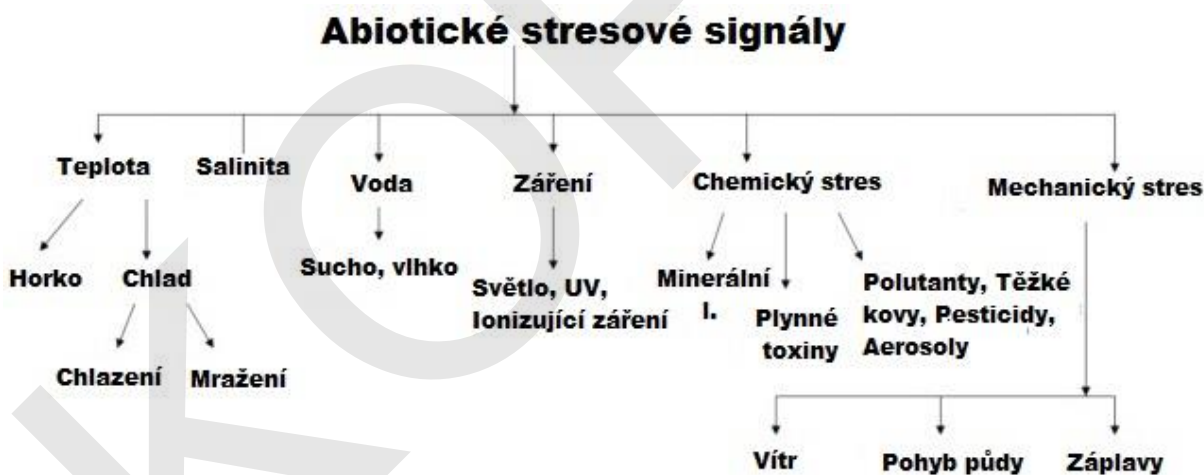 Abiotické stresové signály
Teplota
Salinita
Voda
Záření
Chemický stres
Mechanický stres
Horko
Chlad
Sucho, vlhko
Světlo, UV,
Ionizující záření
Minerální
I.
Plynné
toxiny
Polutanty, Těžké
kovy, Pesticidy,
Aerosoly
Chlazení
Mražení
Vítr
Pohyb půdy
Záplavy